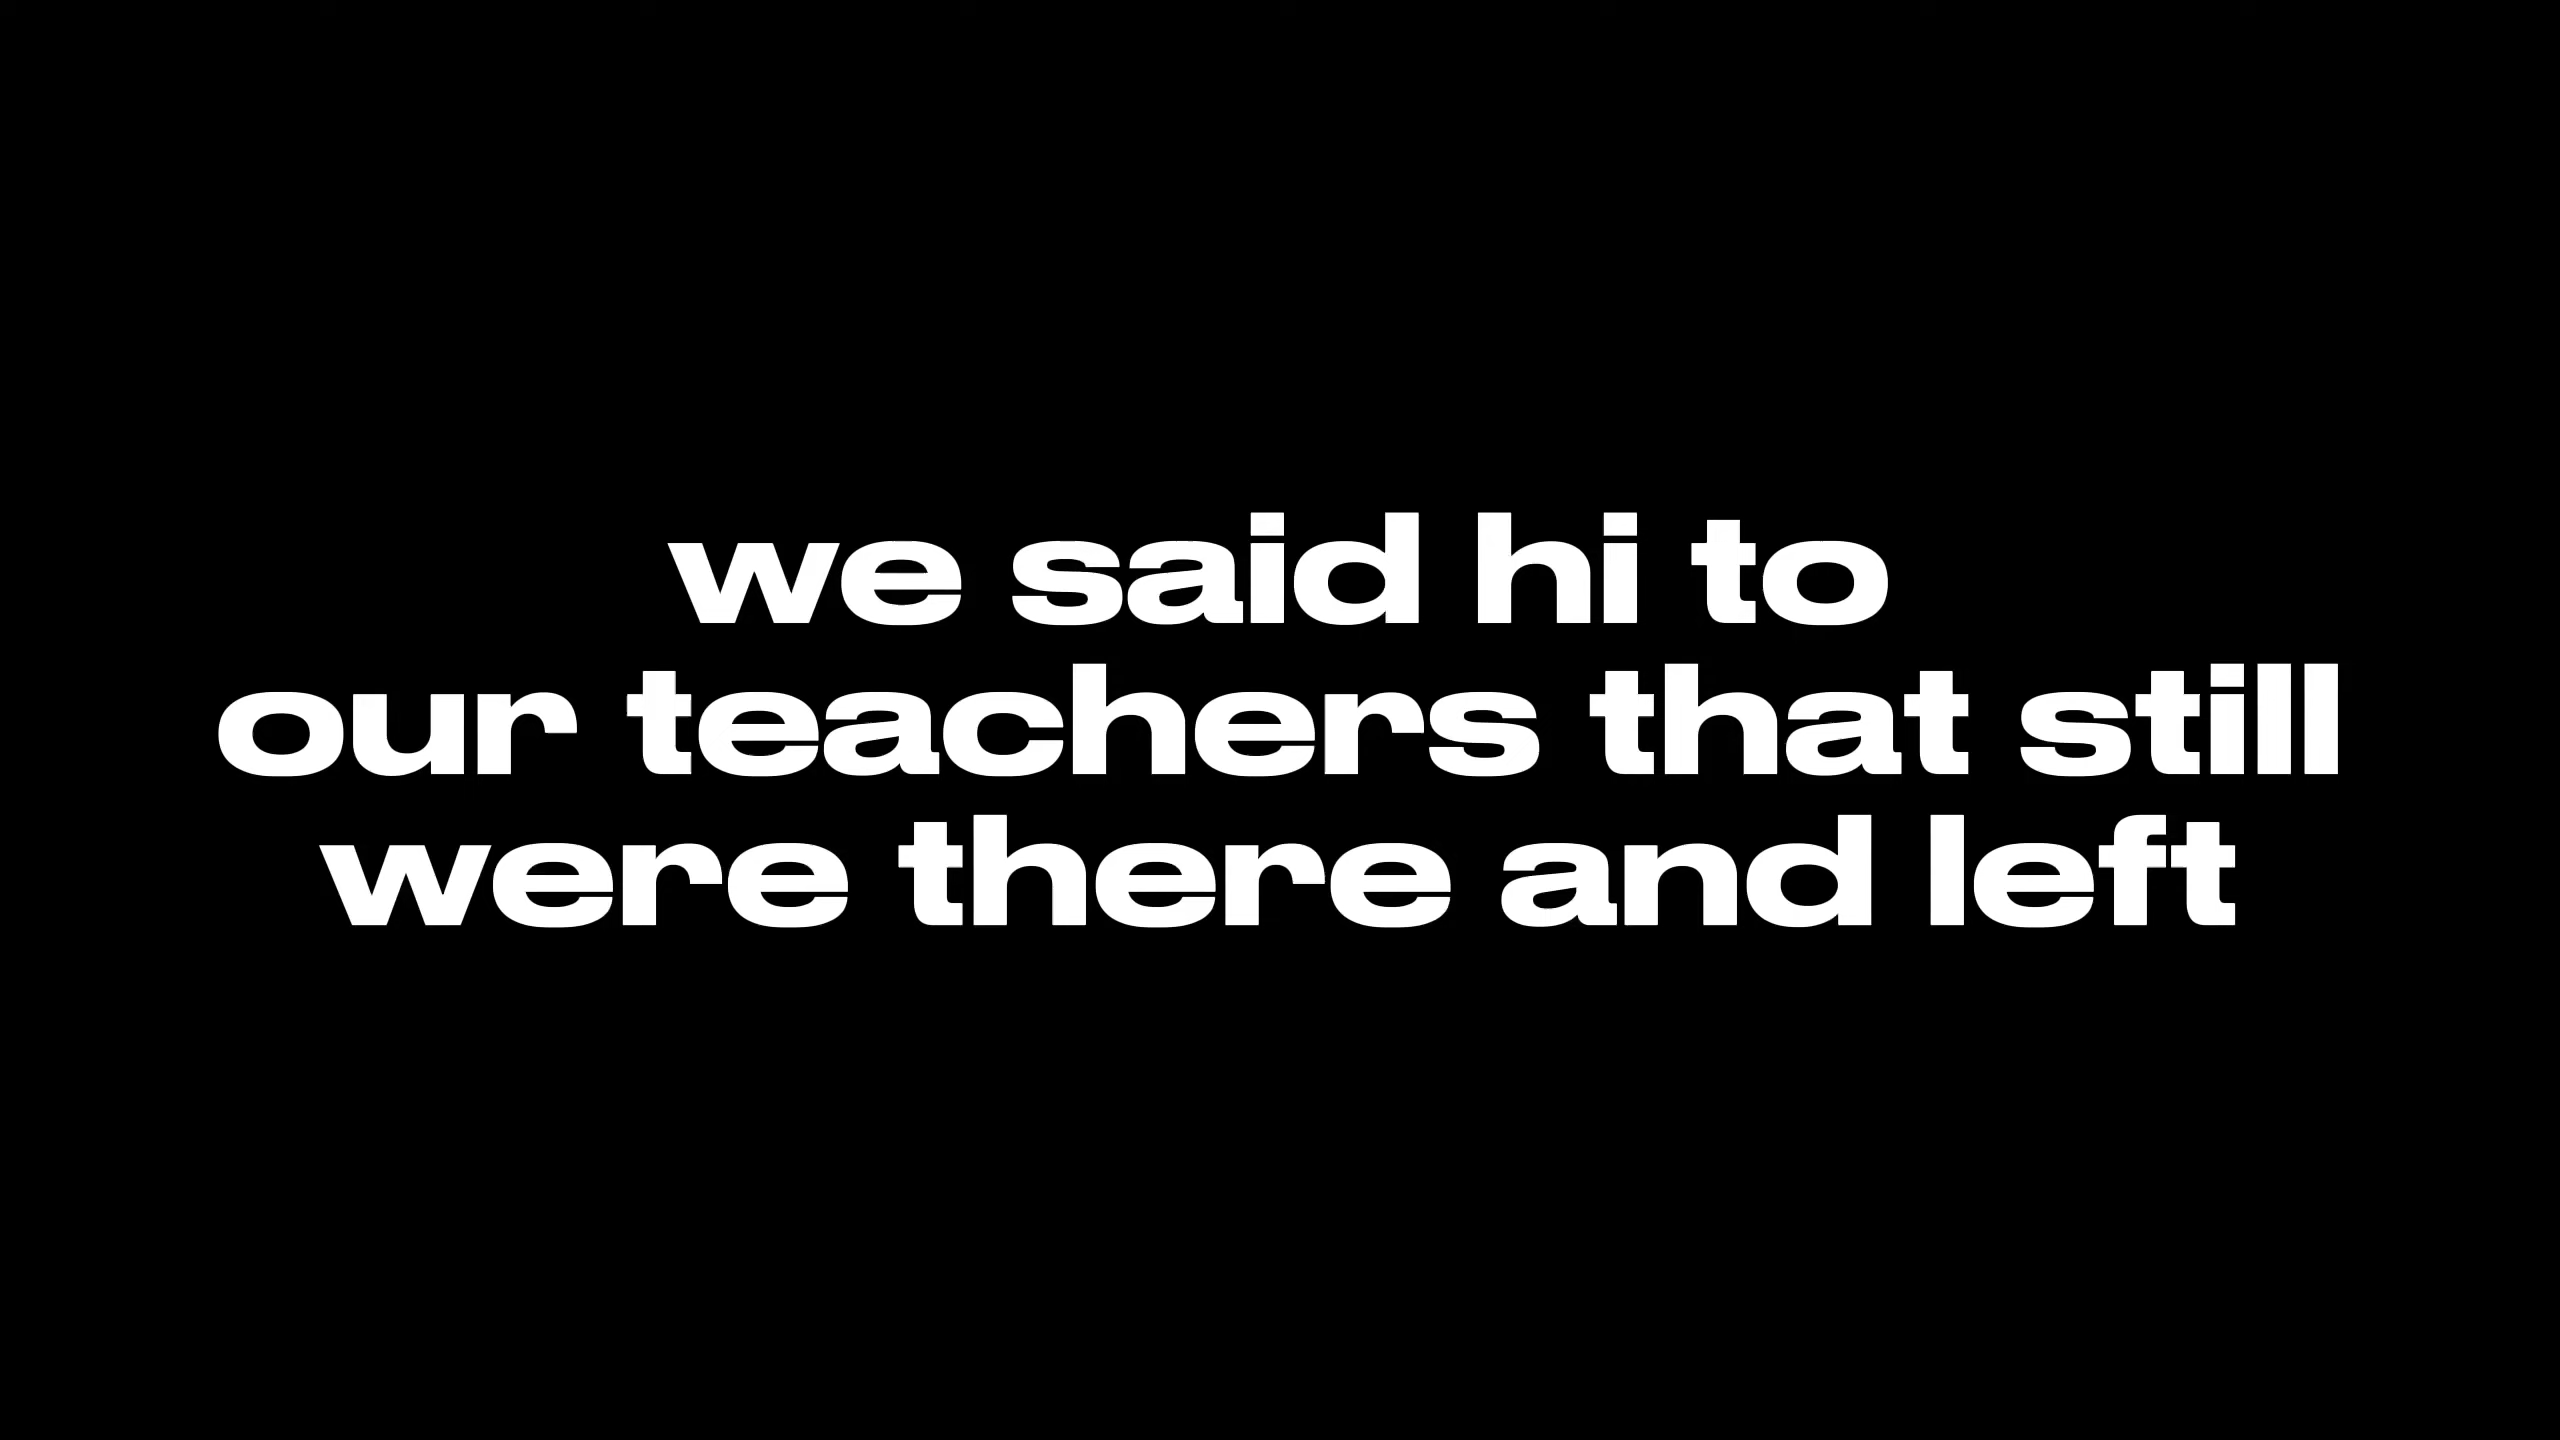 we said hi to
our teachers that still
were there and left